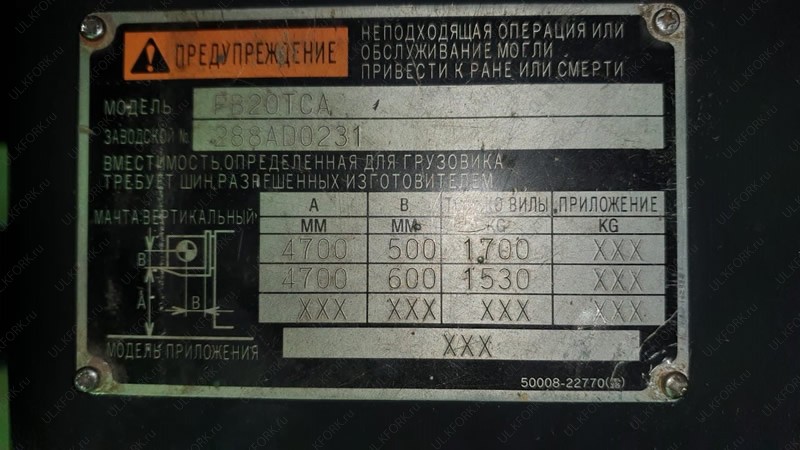 ПРЕДУПРЕЖДЕНИЕ
НЕПОДХОДЯЩАЯ ОПЕРАЦИЯ ИЛИ
ОБСЛУЖИВАНИЕ МОГЛИ
ПРИВЕСТИ К РАНЕ ИЛИ СМЕРТИ
МОДЕЛЬ FB20TCA
ЗАВОДСКОЙ № 288AD0231
ВМЕСТИМОСТЬ,ОПРЕДЕЛЕННАЯ ДЛЯ ГРУЗОВИКА
ТРЕБУЕТ ШИН,РАЗРЕШЕННЫХ ИЗГОТОВИТЕЛЕМ
МАЧТА:ВЕРТИКАЛЬНЫЙ
A B ВИЛЫ ПРИЛОЖЕНИЕ
MM MM KG KG
4700 500 1700 XXX
4700 600 1530 XXX
XXX XXX XXX XXX
B
A
B
МОДЕЛЬ ПРИЛОЖЕНИЯ XXX
50008-22770
ULKFORK.ru